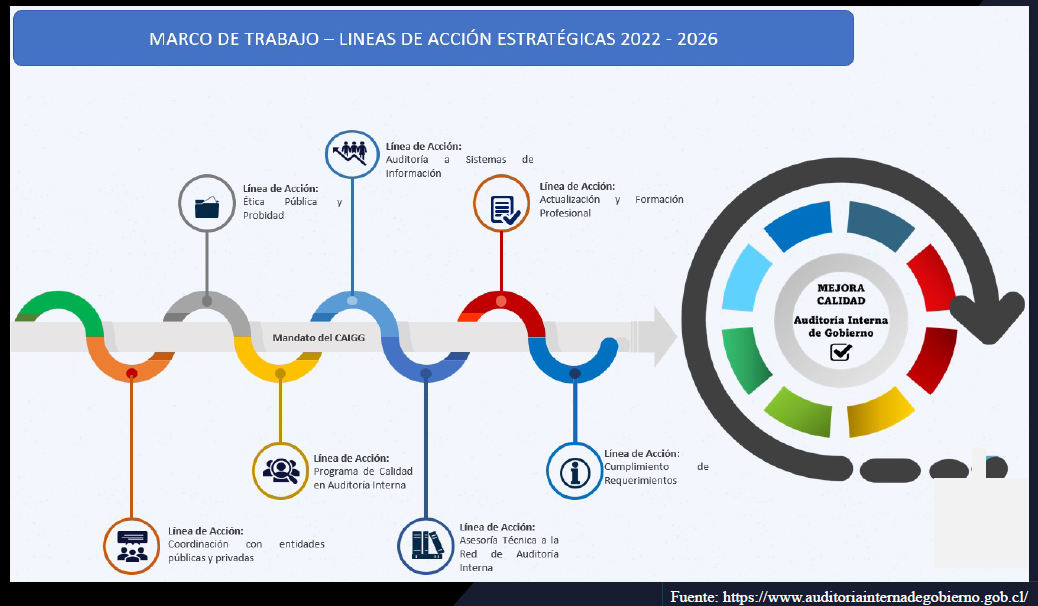 MARCO DE TRABAJO – LINEAS DE ACCIÓN ESTRATÉGICAS 2022 - 2026
Línea de Acción:
Auditoría a Sistemas de
Información
Línea de Acción:
Ética Pública y
Probidad
Línea de Acción:
Actualización y Formación
Profesional
Mandato del CAIGG
MEJORA
CALIDAD
Auditoría Interna
de Gobierno
Línea de Acción:
Programa de Calidad
en Auditoría Interna
Línea de Acción:
Cumplimiento de
Requerimientos
Línea de Acción:
Coordinación con entidades
públicas y privadas
Línea de Acción:
Asesoría Técnica a la
Red de Auditoría
Interna
Fuente: https://www.auditoriainternadegobierno.gob.cl/